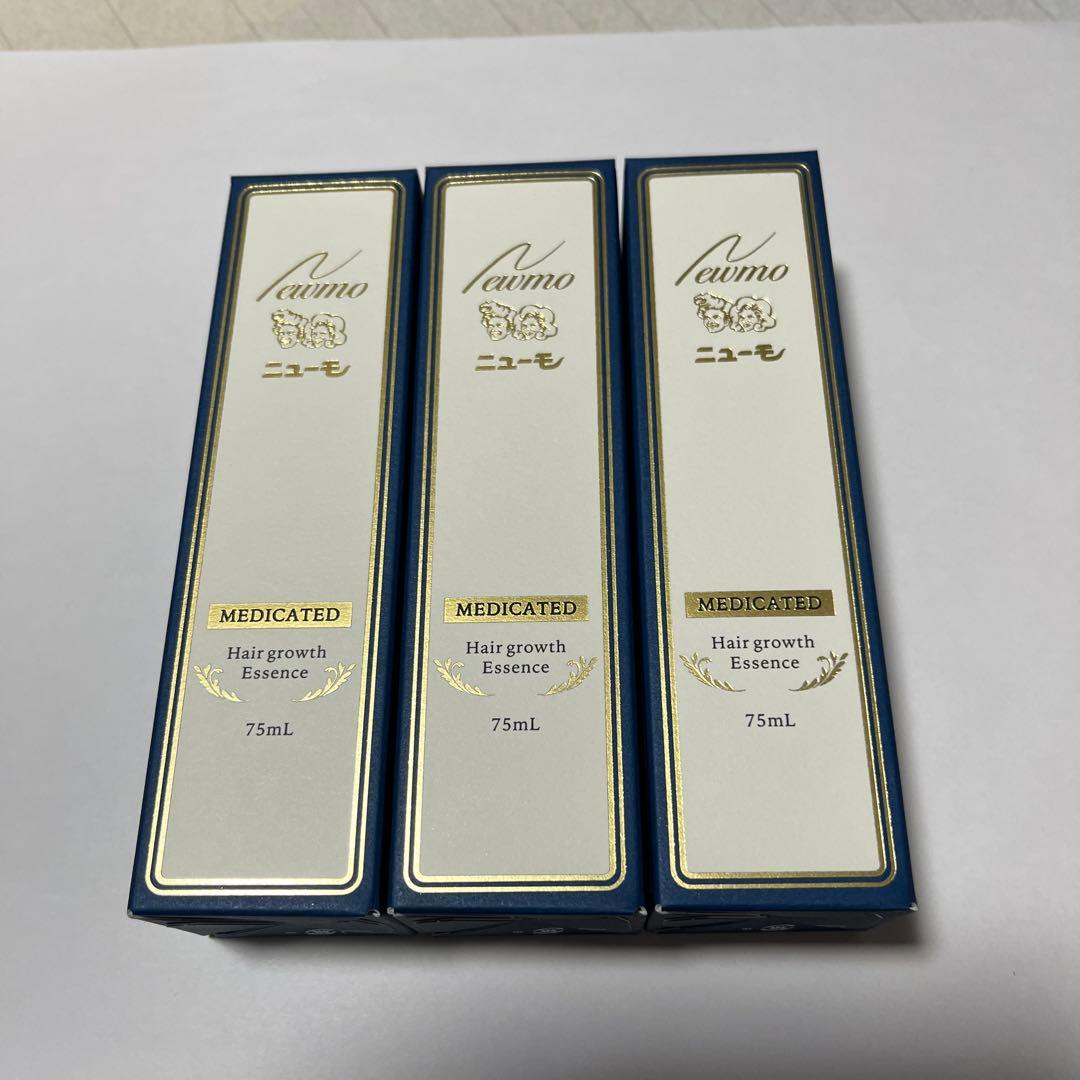 Newmo
ニューモ
MEDICATED
Hair growth
Essence
75mL
Newmo
ニューモ
MEDICATED
Hair growth
Essence
75mL
Newmo
ニューモ
MEDICATED
Hair growth
Essence
75mL